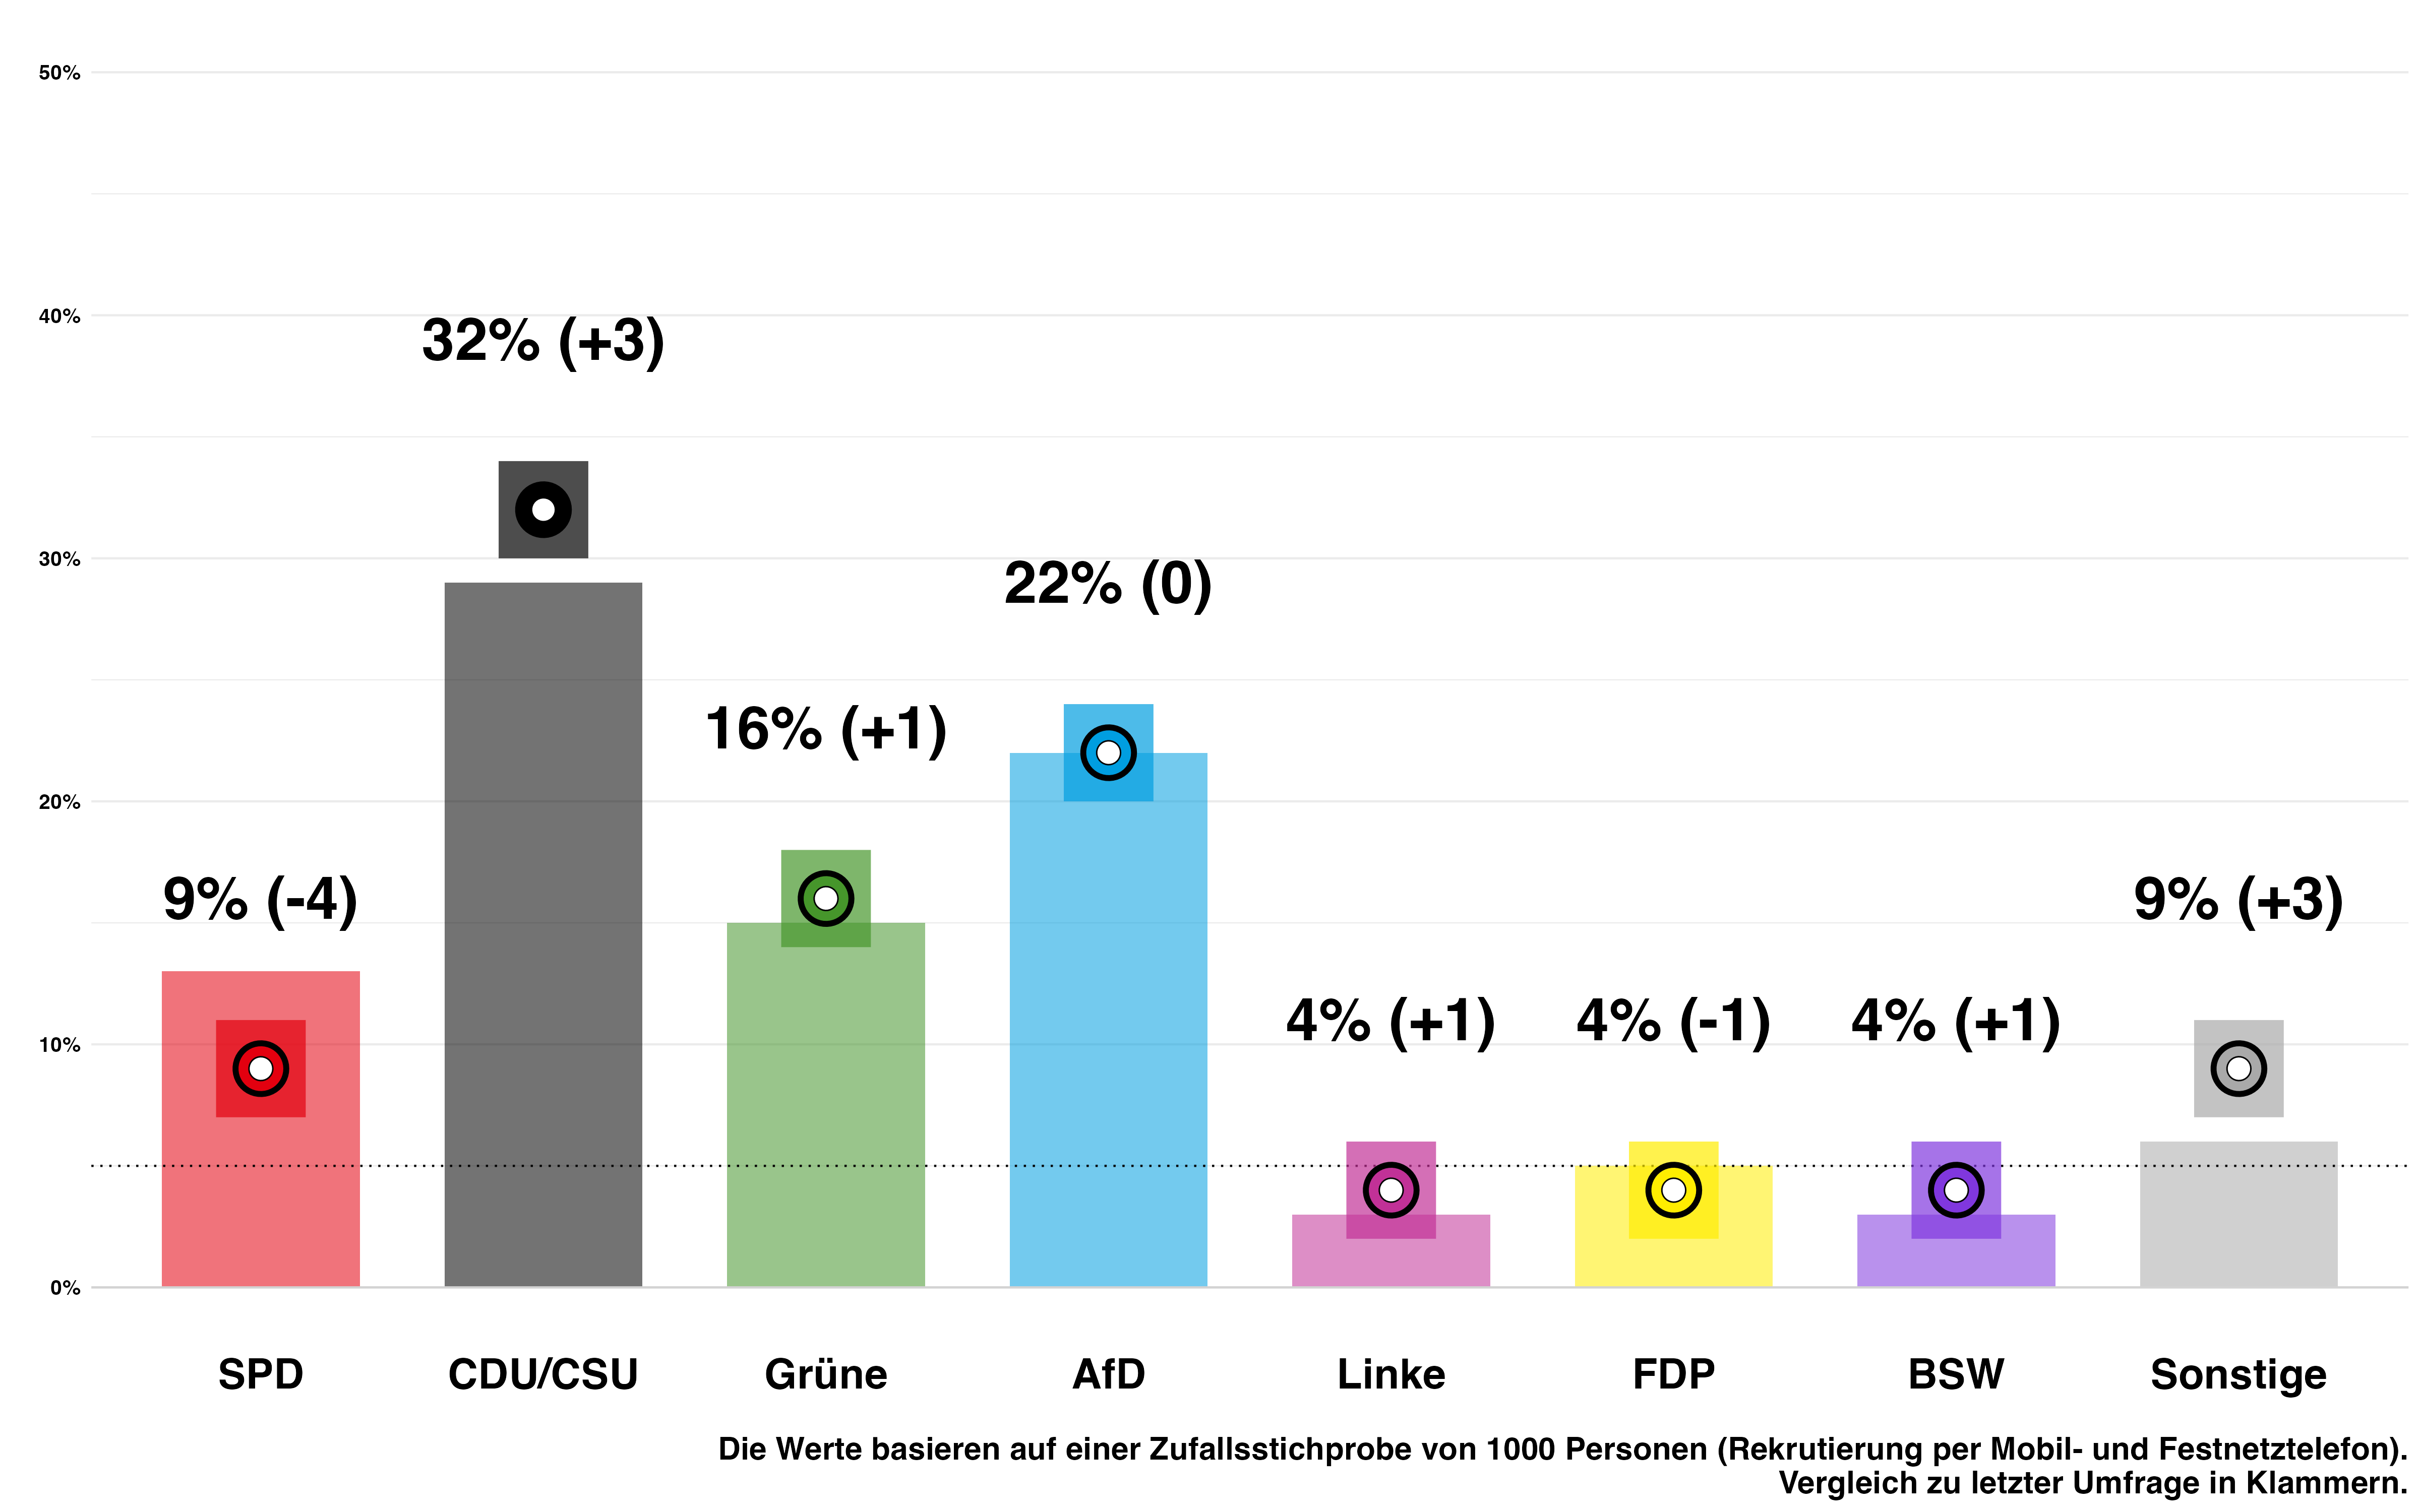 50%
40%
30%
20%
10%
0%
9% (-4)
32% (+3)
16% (+1)
22% (0)
4% (+1)
4% (-1)
4% (+1)
9% (+3)
SPD
CDU/CSU
Grüne
AfD
Linke
FDP
BSW
Sonstige
Die Werte basieren auf einer Zufallsstichprobe von 1000 Personen (Rekrutierung per Mobil- und Festnetztelefon).
Vergleich zu letzter Umfrage in Klammern.